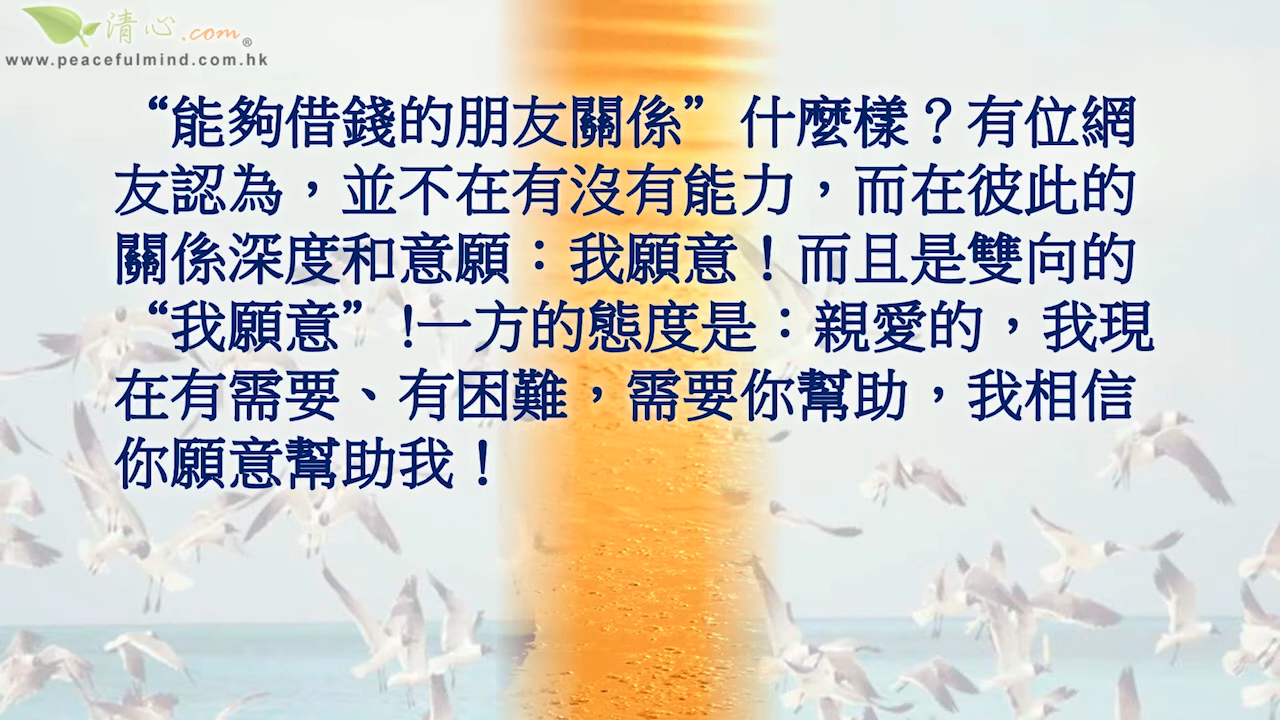 清心.com®
www.peacefulmind.com.hk
“能夠借錢的朋友關係”什麼樣？有位網
友認為，並不在有沒有能力，而在彼此的
關係深度和意願：我願意！而且是雙向的
“我願意”!一方的態度是：親愛的，我現
在有需要、有困難，需要你幫助，我相信
你願意幫助我！